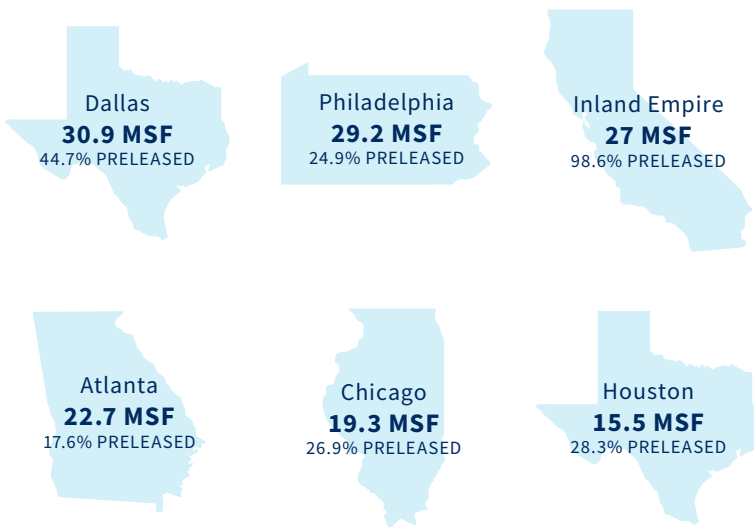 Dallas
30.9 MSF
44.7% PRELEASED
Philadelphia
29.2 MSF
24.9% PRELEASED
Inland Empire
27 MSF
98.6% PRELEASED
Atlanta
22.7 MSF
17.6% PRELEASED
Chicago
19.3 MSF
26.9% PRELEASED
Houston
15.5 MSF
28.3% PRELEASED